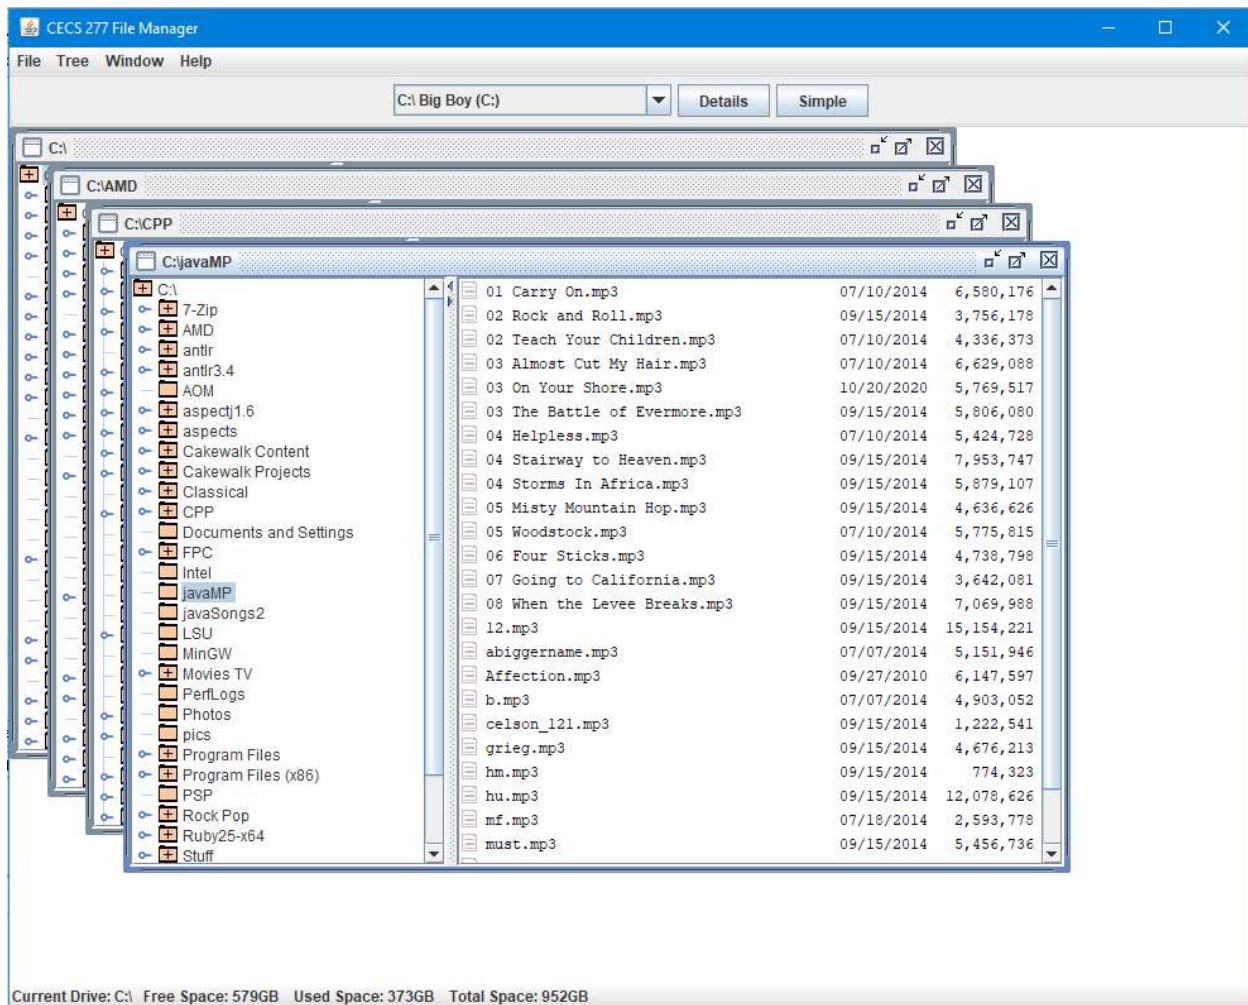 CECS 277 File Manager
File Tree Window Help
C:\ Big Boy (C:) Details Simple
C:\
C:\AMD
C:\CPP
C:\javaMP
C:\
7-Zip
AMD
antlr
antlr3.4
AOM
aspectj1.6
aspects
Cakewalk Content
Cakewalk Projects
Classical
CPP
Documents and Settings
FPC
Intel
javaMP
javaSongs2
LSU
MinGW
Movies TV
PerfLogs
Photos
pics
Program Files
Program Files (x86)
PSP
Rock Pop
Ruby25-x64
Stuff
01 Carry On.mp3 07/10/2014 6,580,176
02 Rock and Roll.mp3 09/15/2014 3,756,178
02 Teach Your Children.mp3 07/10/2014 4,336,373
03 Almost Cut My Hair.mp3 07/10/2014 6,629,088
03 On Your Shore.mp3 10/20/2020 5,769,517
03 The Battle of Evermore.mp3 09/15/2014 5,806,080
04 Helpless.mp3 07/10/2014 5,424,728
04 Stairway to Heaven.mp3 09/15/2014 7,953,747
04 Storms In Africa.mp3 09/15/2014 5,879,107
05 Misty Mountain Hop.mp3 09/15/2014 4,636,626
05 Woodstock.mp3 07/10/2014 5,775,815
06 Four Sticks.mp3 09/15/2014 4,738,798
07 Going to California.mp3 09/15/2014 3,642,081
08 When the Levee Breaks.mp3 09/15/2014 7,069,988
12.mp3 09/15/2014 15,154,221
abiggername.mp3 07/07/2014 5,151,946
Affection.mp3 09/27/2010 6,147,597
b.mp3 07/07/2014 4,903,052
celson_121.mp3 09/15/2014 1,222,541
grieg.mp3 09/15/2014 4,676,213
hm.mp3 09/15/2014 774,323
hu.mp3 09/15/2014 12,078,626
mf.mp3 07/18/2014 2,593,778
must.mp3 09/15/2014 5,456,736
Current Drive: C:\ Free Space: 579GB Used Space: 373GB Total Space: 952GB